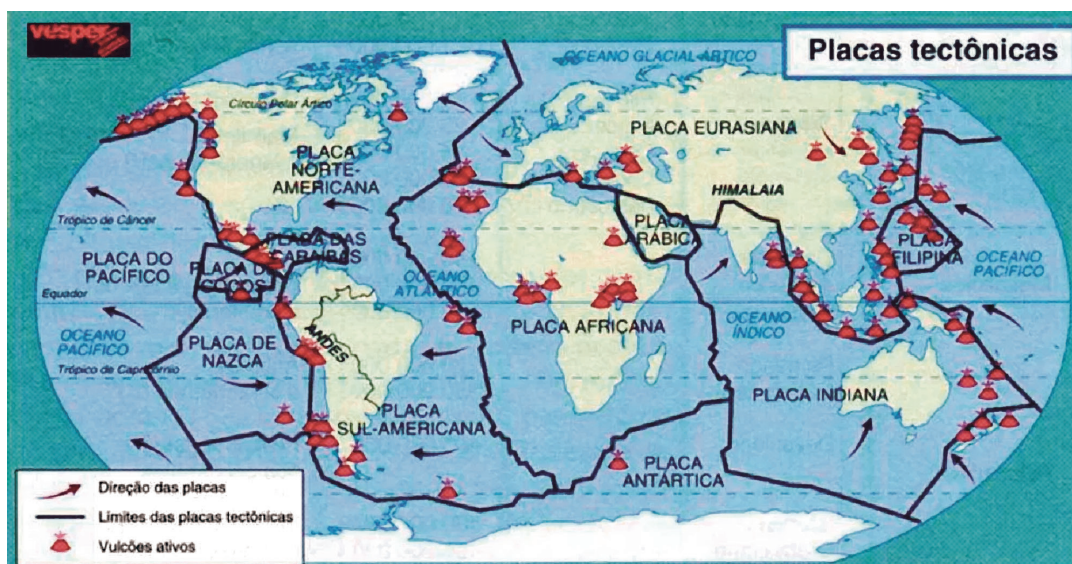 vesper
Placas tectônicas
OCEANO GLACIAL ÁRTICO
Círculo Polar Ártico
PLACA EURASIANA
PLACA
NORTE-
AMERICANA
HIMALAIA
Trópico de Câncer
PLACA
ARÁBICA
PLACA DAS
CARAÍBAS
PLACA
FILIPINA
PLACA DO
PACÍFICO
PLACA DE
COCOS
OCEANO
ATLÂNTICO
OCEANO
PACÍFICO
Equador
PLACA AFRICANA
OCEANO
ÍNDICO
OCEANO
PACÍFICO
PLACA DE
NAZCA
ANDES
Trópico de Capricórnio
PLACA INDIANA
PLACA
SUL-AMERICANA
PLACA
ANTÁRTICA
Direção das placas
Limites das placas tectônicas
Vulcões ativos